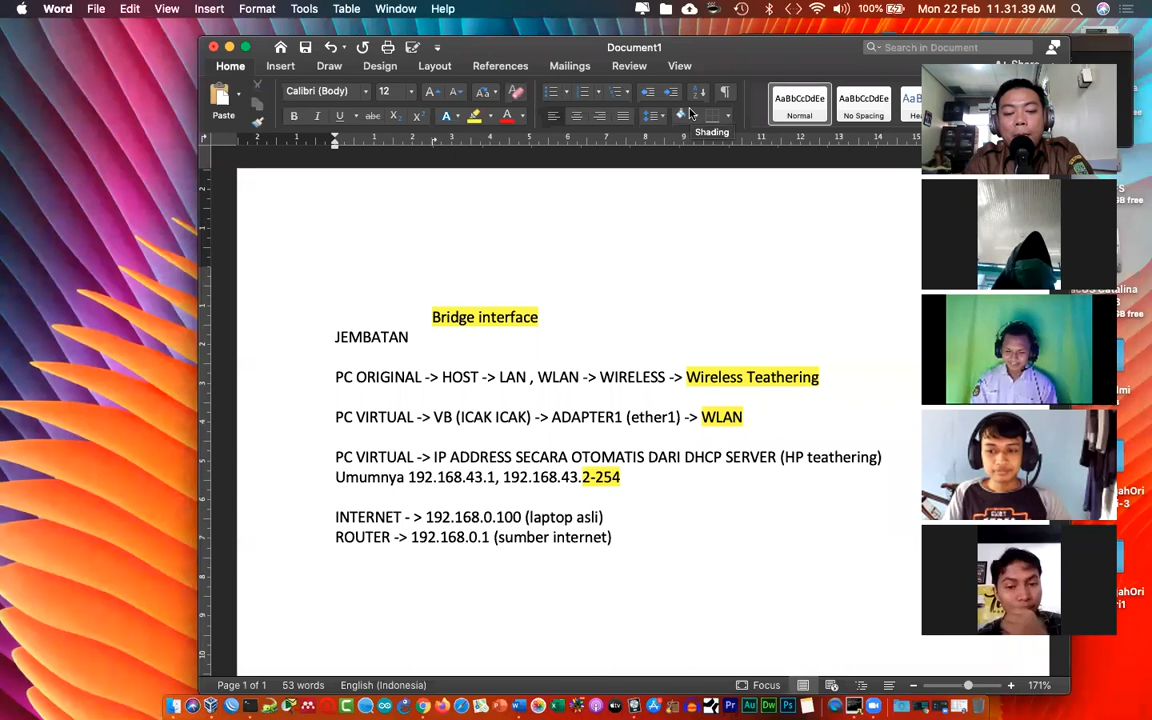 Word File Edit View Insert Format Tools Table Window Help 100% Mon 22 Feb 11.31.39 AM
Document1 Search in Document
Home Insert Draw Design Layout References Mailings Review View Share
Paste Calibri (Body) 12 AaBbCcDdEe Normal AaBbCcDdEe No Spacing
Shading
Bridge interface
JEMBATAN
PC ORIGINAL -> HOST -> LAN , WLAN -> WIRELESS -> Wireless Teathering
PC VIRTUAL -> VB (ICAK ICAK) -> ADAPTER1 (ether1) -> WLAN
PC VIRTUAL -> IP ADDRESS SECARA OTOMATIS DARI DHCP SERVER (HP teathering)
Umumnya 192.168.43.1, 192.168.43.2-254
INTERNET - > 192.168.0.100 (laptop asli)
ROUTER -> 192.168.0.1 (sumber internet)
Page 1 of 1 53 words English (Indonesia) Focus 171%